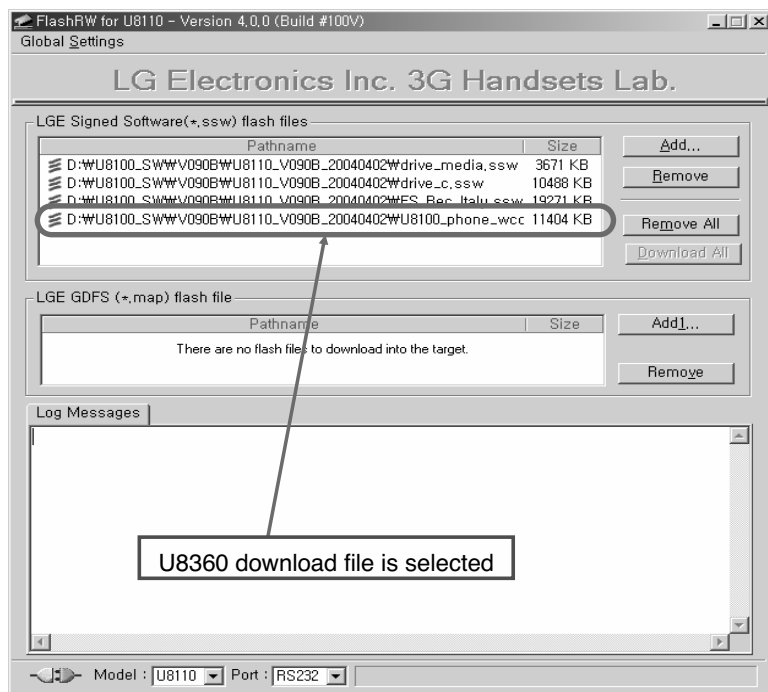 FlashRW for U8110 - Version 4,0,0 (Build #100V)
Global Settings
LG Electronics Inc. 3G Handsets Lab.
LGE Signed Software(*,ssw) flash files
Pathname Size
D:₩U8100_SW₩V090B₩U8110_V090B_20040402₩drive_media,ssw 3671 KB
D:₩U8100_SW₩V090B₩U8110_V090B_20040402₩drive_c,ssw 10488 KB
D:₩U8100_SW₩V090B₩U8110_V090B_20040402₩FS_Rec_Italy,ssw 19271 KB
D:₩U8100_SW₩V090B₩U8110_V090B_20040402₩U8100_phone_wcc 11404 KB
Add...
Remove
Remove All
Download All
LGE GDFS (*,map) flash file
Pathname Size
There are no flash files to download into the target.
Add1...
Remove
Log Messages
U8360 download file is selected
Model : U8110 Port : RS232